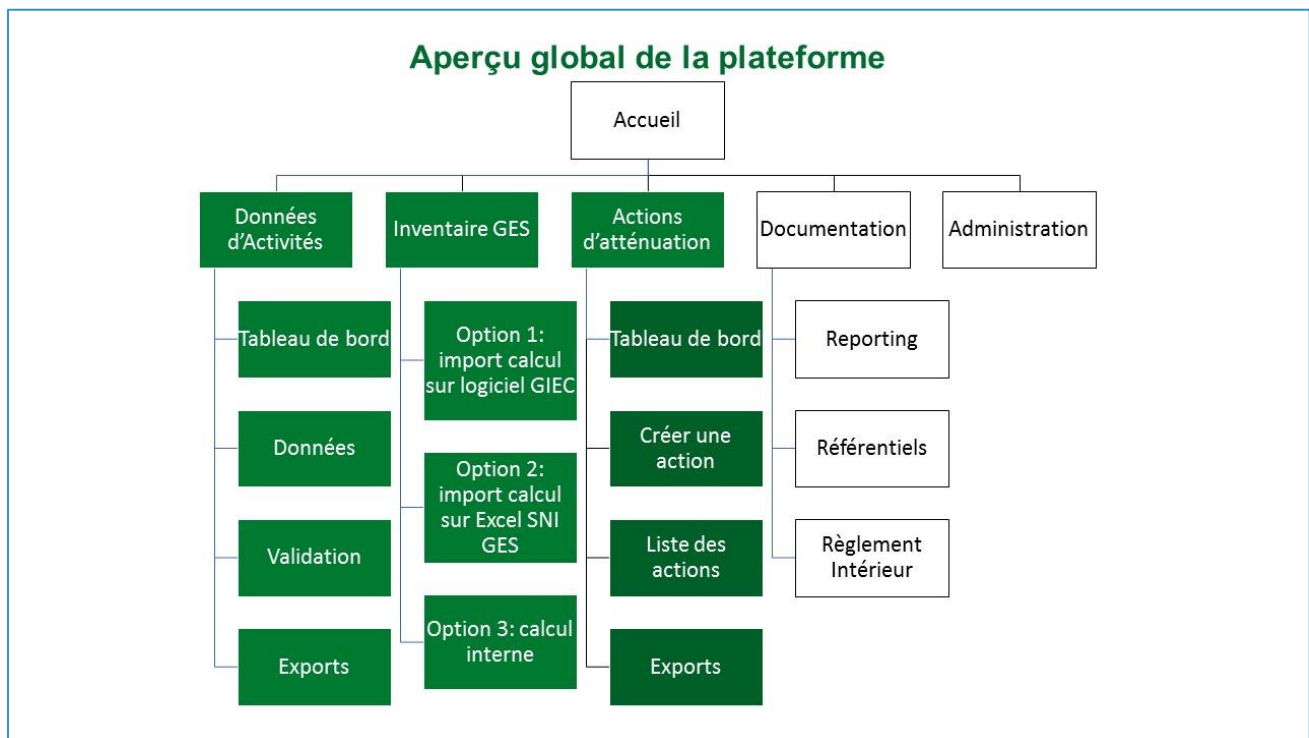 Aperçu global de la plateforme
Accueil
Données
d'Activités
Inventaire GES
Actions
d'atténuation
Documentation
Administration
Tableau de bord
Données
Validation
Exports
Option 1:
import calcul
sur logiciel GIEC
Option 2:
import calcul
sur Excel SNI
GES
Option 3: calcul
interne
Tableau de bord
Créer une
action
Liste des
actions
Exports
Reporting
Référentiels
Règlement
Intérieur